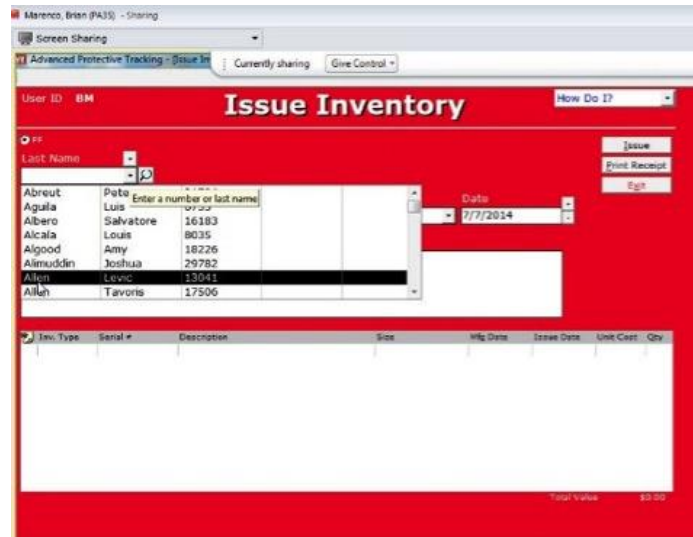 Marenco, Brian (PA3S) - Sharing
Screen Sharing
Advanced Protective Tracking - [Issue In
Currently sharing Give Control
User ID BM
Issue Inventory
How Do I?
FF
Last Name
Issue
Print Receipt
Exit
Enter a number or last name
Date
7/7/2014
Abreut Pete
Aguila Luis
Albero Salvatore 16183
Alcala Louis 8035
Algood Amy 18226
Alimuddin Joshua 29782
Allen Levic 13041
Allen Tavoris 17506
Inv. Type Serial # Description Size Mfg Date Issue Date Unit Cost Qty
Total Value $0.00